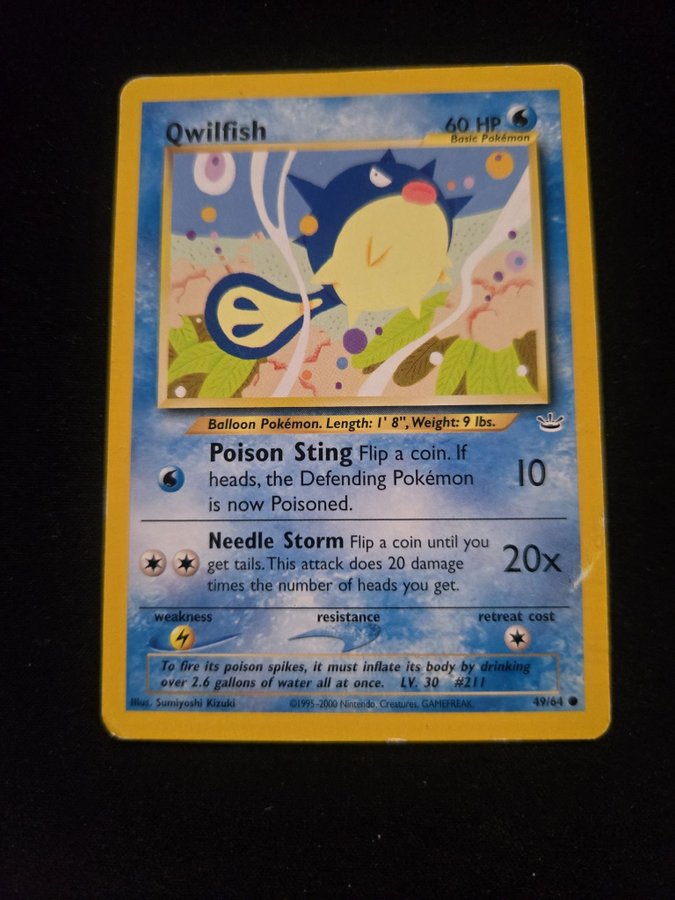 Qwilfish
60 HP
Basic Pokémon
Balloon Pokémon. Length: 1' 8", Weight: 9 lbs.
Poison Sting Flip a coin. If
heads, the Defending Pokémon
is now Poisoned.
10
Needle Storm Flip a coin until you
get tails. This attack does 20 damage
times the number of heads you get.
20x
weakness
resistance
retreat cost
To fire its poison spikes, it must inflate its body by drinking
over 2.6 gallons of water all at once. LV. 30 #211
Illus. Sumiyoshi Kizuki
©1995-2000 Nintendo, Creatures, GAMEFREAK.
49/64